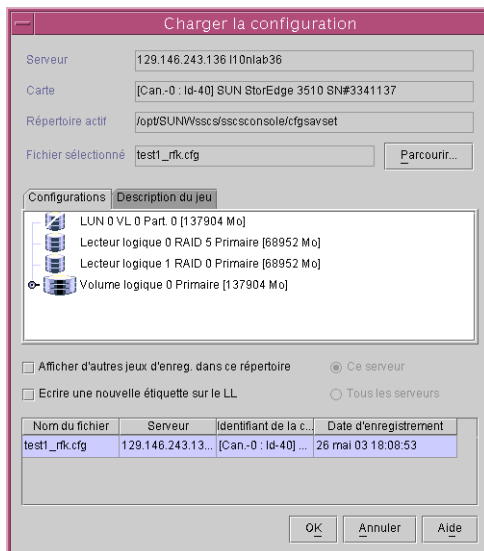 Charger la configuration
Serveur 129.146.243.136 l10nlab36
Carte [Can.-0 : Id-40] SUN StorEdge 3510 SN#3341137
Répertoire actif /opt/SUNWsscs/sscsconsole/cfgsavset
Fichier sélectionné test1_rfk.cfg Parcourir...
Configurations Description du jeu
LUN 0 VL 0 Part. 0 [137904 Mo]
Lecteur logique 0 RAID 5 Primaire [68952 Mo]
Lecteur logique 1 RAID 0 Primaire [68952 Mo]
Volume logique 0 Primaire [137904 Mo]
Afficher d'autres jeux d'enreg. dans ce répertoire Ce serveur
Ecrire une nouvelle étiquette sur le LL Tous les serveurs
Nom du fichier Serveur Identifiant de la c... Date d'enregistrement
test1_rfk.cfg 129.146.243.13... [Can.-0 : Id-40] ... 26 mai 03 18:08:53
OK Annuler Aide